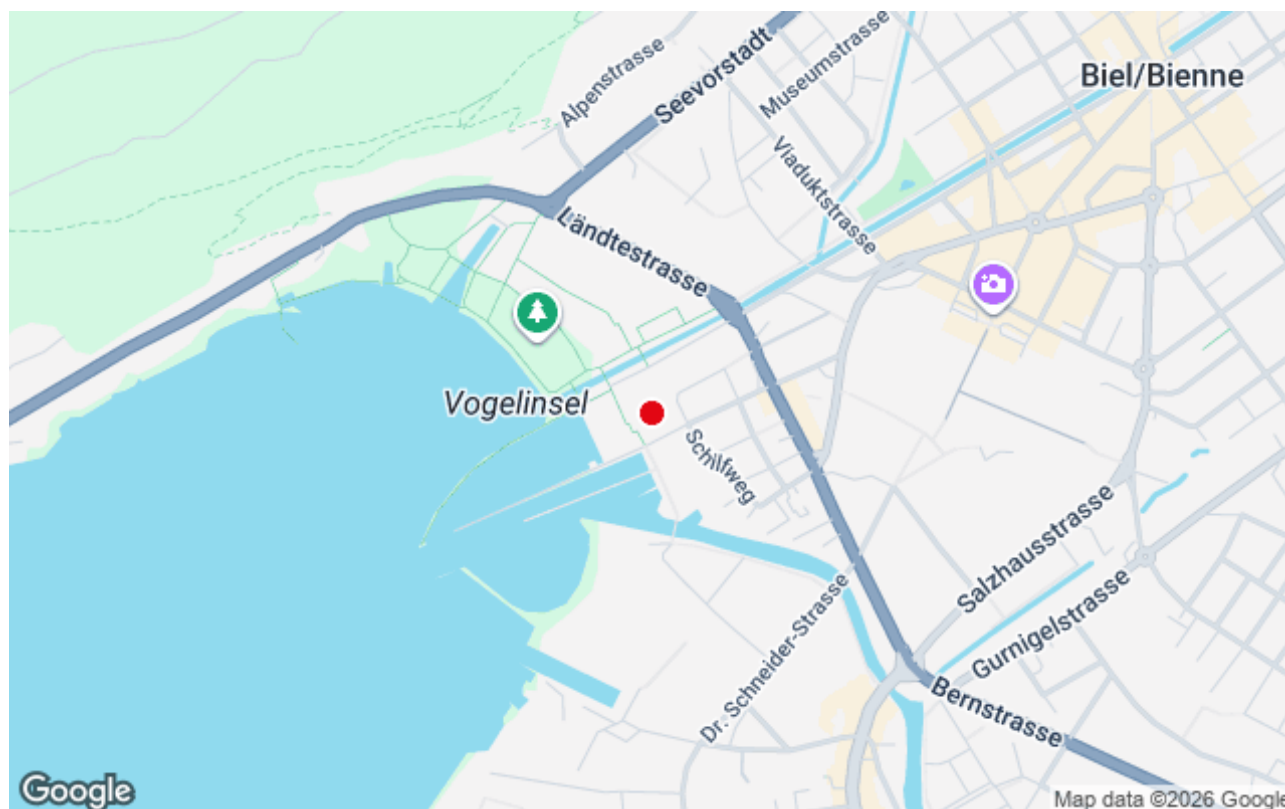 Alpenstrasse
Seevorstadt
Museumstrasse
Biel/Bienne
Viaduktstrasse
Ländtestrasse
Vogelinsel
Schilfweg
Salzhausstrasse
Gurnigelstrasse
Dr. Schneider-Strasse
Bernstrasse
Google
Map data ©2026 Google